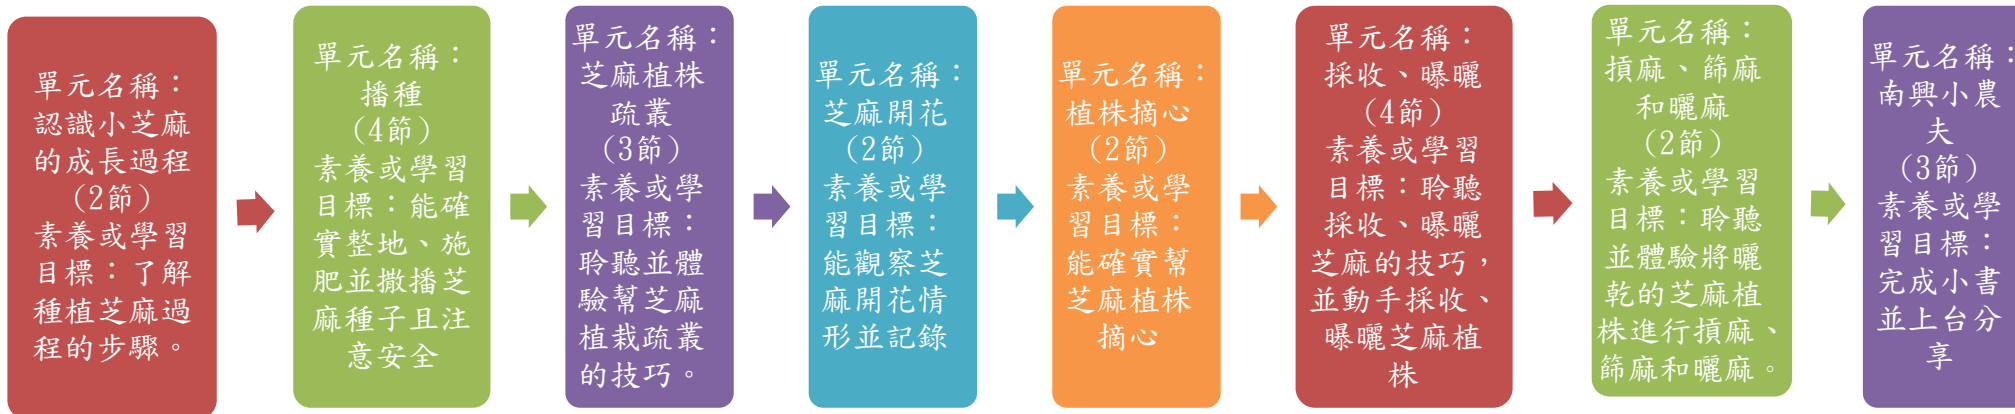 單元名稱：
認識小芝麻
的成長過程
(2節)
素養或學習
目標：了解
種植芝麻過
程的步驟。
單元名稱：
播種
(4節)
素養或學習
目標：能確
實整地、施
肥並撒播芝
麻種子且注
意安全
單元名稱：
芝麻植株
疏叢
(3節)
素養或學
習目標：
聆聽並體
驗幫芝麻
植栽疏叢
的技巧。
單元名稱：
芝麻開花
(2節)
素養或學
習目標：
能觀察芝
麻開花情
形並記錄
單元名稱：
植株摘心
(2節)
素養或學
習目標：
能確實幫
芝麻植株
摘心
單元名稱：
採收、曝曬
(4節)
素養或學習
目標：聆聽
採收、曝曬
芝麻的技巧，
並動手採收、
曝曬芝麻植
株
單元名稱：
摃麻、篩麻
和曬麻
(2節)
素養或學習
目標：聆聽
並體驗將曬
乾的芝麻植
株進行摃麻、
篩麻和曬麻。
單元名稱：
南興小農
夫
(3節)
素養或學
習目標：
完成小書
並上台分
享